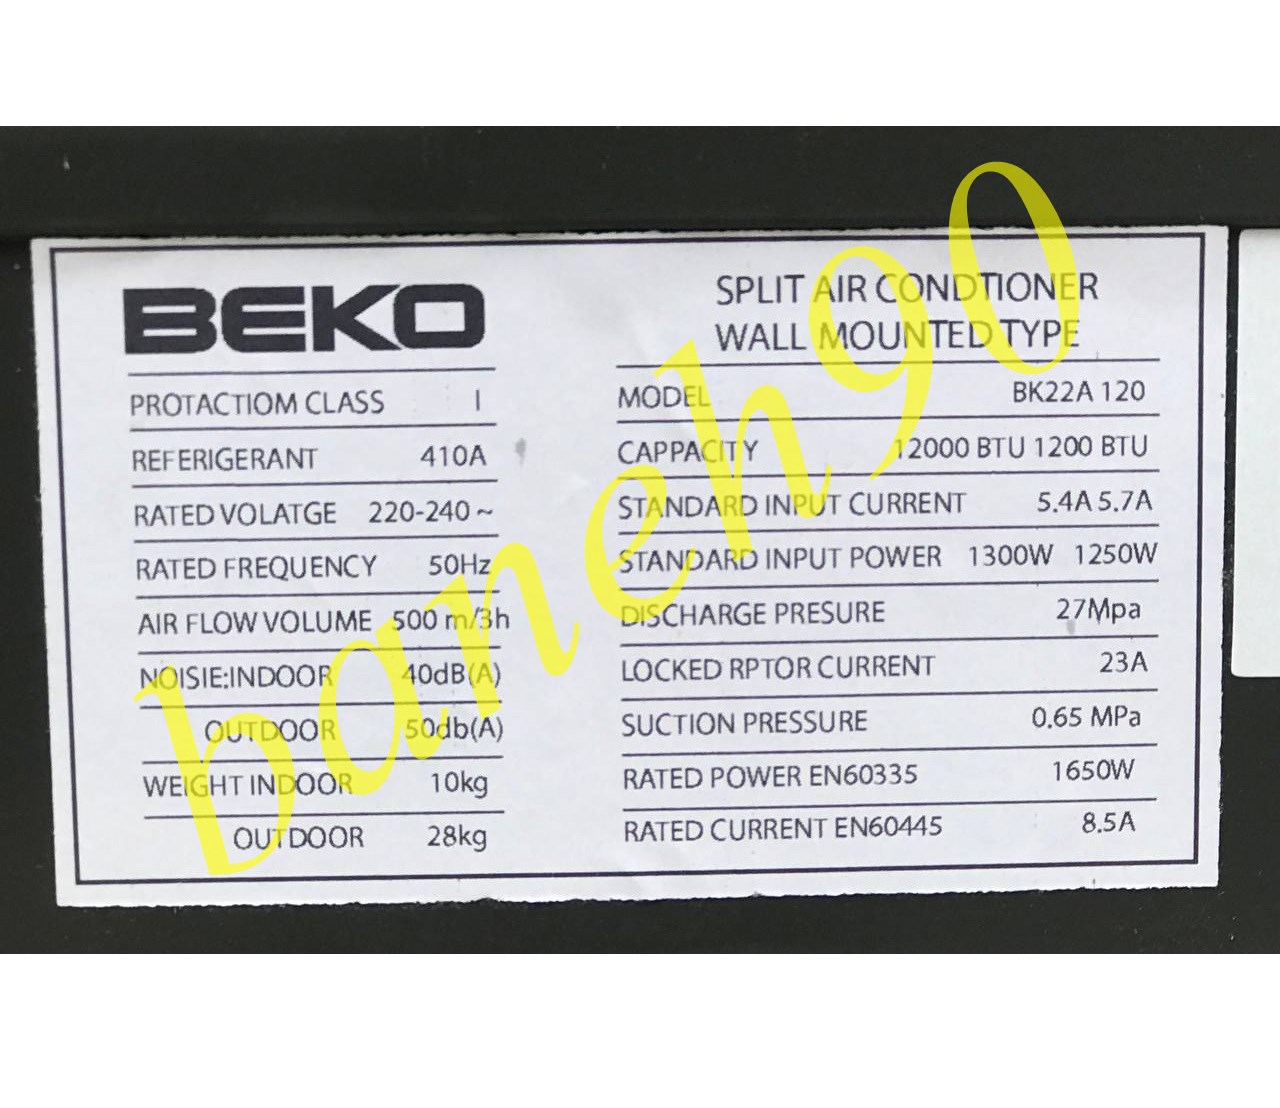 BEKO
PROTACTIOM CLASS I
REFERIGERANT 410A
RATED VOLATGE 220-240 ~
RATED FREQUENCY 50Hz
AIR FLOW VOLUME 500 m/3h
NOISIE:INDOOR 40dB(A)
OUTDOOR 50db(A)
WEIGHT INDOOR 10kg
OUTDOOR 28kg
SPLIT AIR CONDTIONER
WALL MOUNTED TYPE
MODEL BK22A 120
CAPPACITY 12000 BTU 1200 BTU
STANDARD INPUT CURRENT 5.4A 5.7A
STANDARD INPUT POWER 1300W 1250W
DISCHARGE PRESURE 27Mpa
LOCKED RPTOR CURRENT 23A
SUCTION PRESSURE 0.65 MPa
RATED POWER EN60335 1650W
RATED CURRENT EN60445 8.5A
baneh90